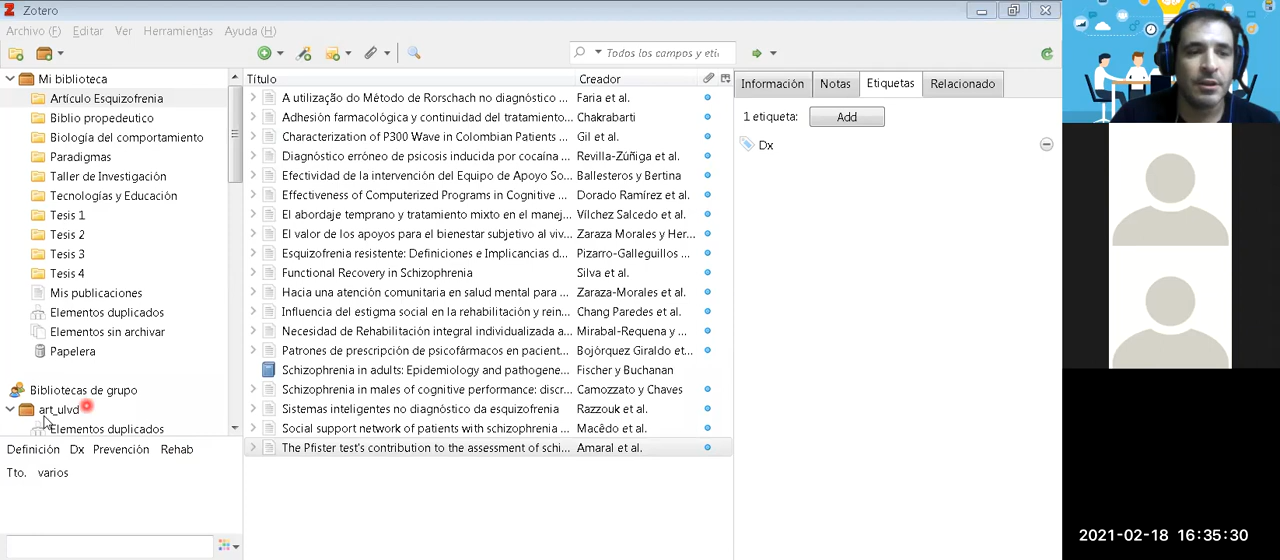 Zotero
Archivo (F) Editar Ver Herramientas Ayuda (H)
Todos los campos y eti
Mi biblioteca
Artículo Esquizofrenia
Biblio propedeutico
Biología del comportamiento
Paradigmas
Taller de Investigación
Tecnologías y Educación
Tesis 1
Tesis 2
Tesis 3
Tesis 4
Mis publicaciones
Elementos duplicados
Elementos sin archivar
Papelera
Bibliotecas de grupo
art_ulvd
Elementos duplicados
Definición Dx Prevención Rehab
Tto. varios
Título Creador
A utilização do Método de Rorschach no diagnóstico ... Faria et al.
Adhesión farmacológica y continuidad del tratamiento... Chakrabarti
Characterization of P300 Wave in Colombian Patients ... Gil et al.
Diagnóstico erróneo de psicosis inducida por cocaína ... Revilla-Zúñiga et al.
Efectividad de la intervención del Equipo de Apoyo So... Ballesteros y Bertina
Effectiveness of Computerized Programs in Cognitive ... Dorado Ramírez et al.
El abordaje temprano y tratamiento mixto en el manej... Vílchez Salcedo et al.
El valor de los apoyos para el bienestar subjetivo al viv... Zaraza Morales y Her...
Esquizofrenia resistente: Definiciones e Implicancias d... Pizarro-Galleguillos ...
Functional Recovery in Schizophrenia Silva et al.
Hacia una atención comunitaria en salud mental para ... Zaraza-Morales et al.
Influencia del estigma social en la rehabilitación y rein... Chang Paredes et al.
Necesidad de Rehabilitación integral individualizada a... Mirabal-Requena y ...
Patrones de prescripción de psicofármacos en pacient... Bojórquez Giraldo et...
Schizophrenia in adults: Epidemiology and pathogene... Fischer y Buchanan
Schizophrenia in males of cognitive performance: discr... Camozzato y Chaves
Sistemas inteligentes no diagnóstico da esquizofrenia Razzouk et al.
Social support network of patients with schizophrenia ... Macêdo et al.
The Pfister test's contribution to the assessment of schi... Amaral et al.
Información Notas Etiquetas Relacionado
1 etiqueta: Add
Dx
2021-02-18 16:35:30